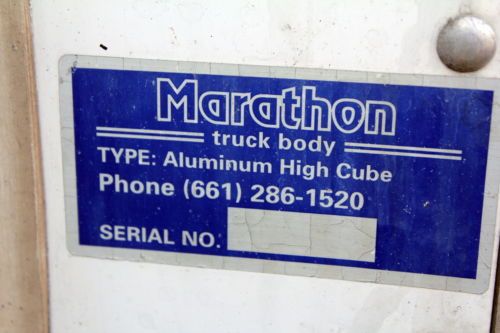 Marathon
truck body
TYPE: Aluminum High Cube
Phone (661) 286-1520
SERIAL NO.